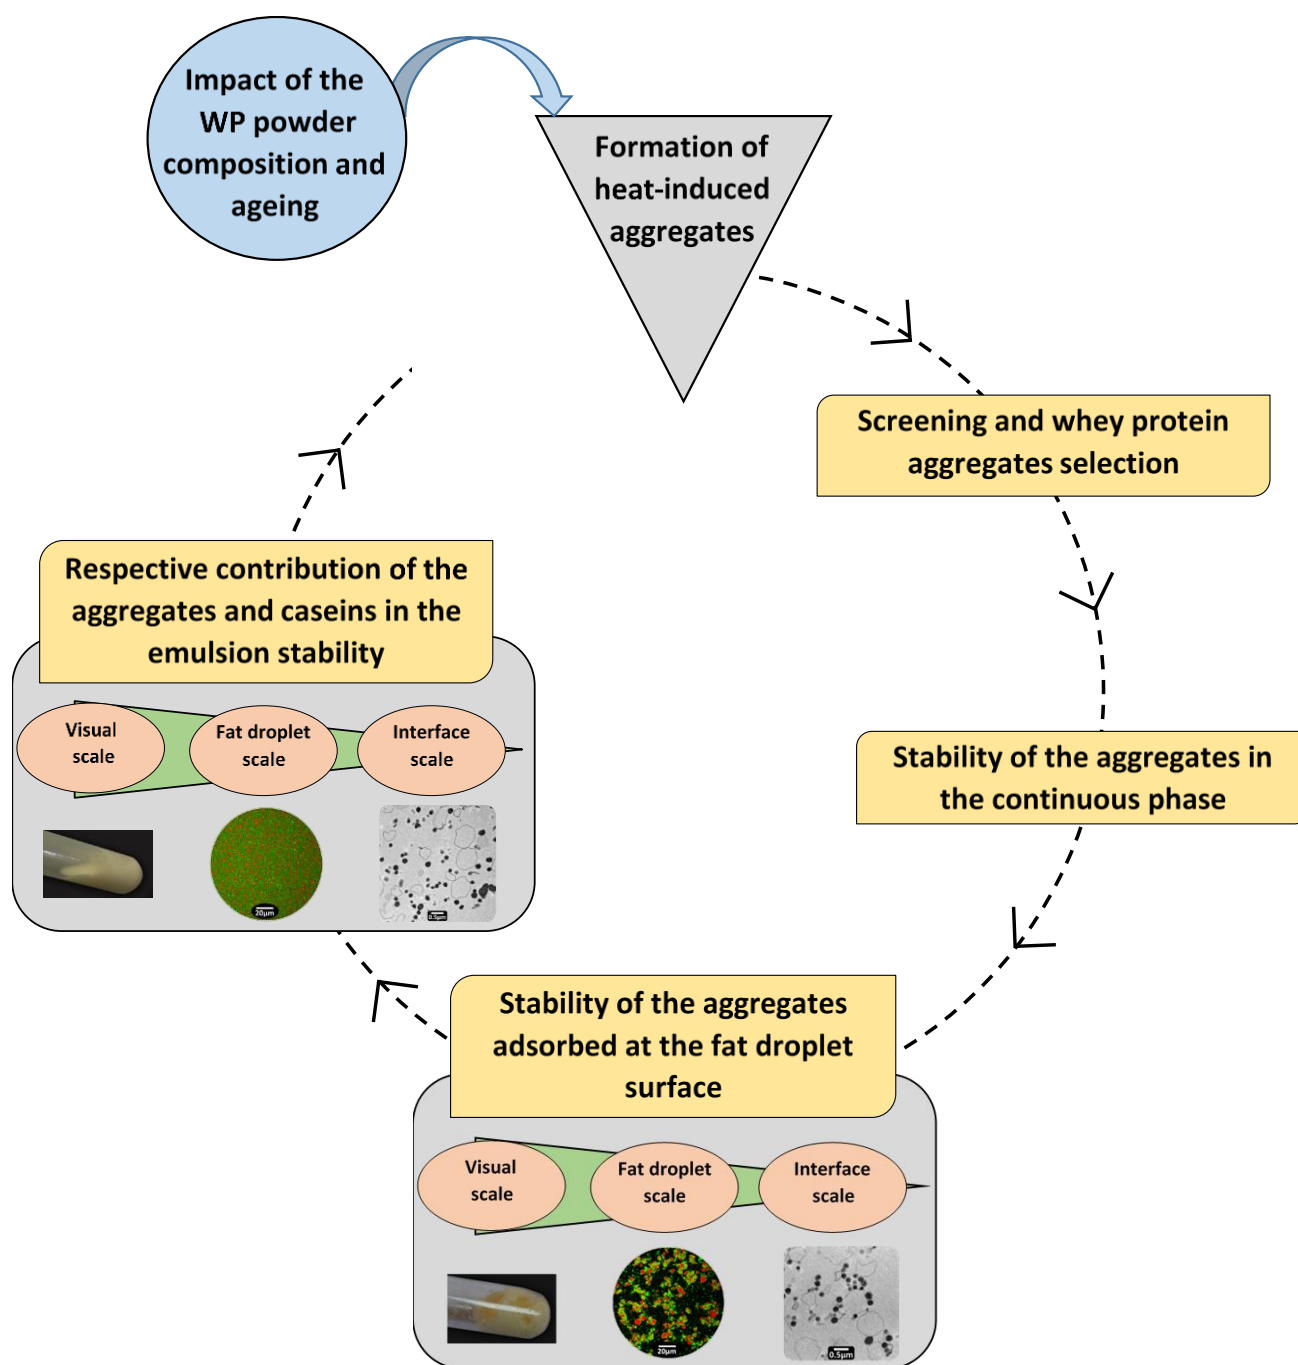 Impact of the
WP powder
composition and
ageing
Formation of
heat-induced
aggregates
Screening and whey protein
aggregates selection
Stability of the aggregates in
the continuous phase
Stability of the aggregates
adsorbed at the fat droplet
surface
Visual
scale
Fat droplet
scale
Interface
scale
20µm
0.5µm
Respective contribution of the
aggregates and caseins in the
emulsion stability
Visual
scale
Fat droplet
scale
Interface
scale
20µm
0.5µm